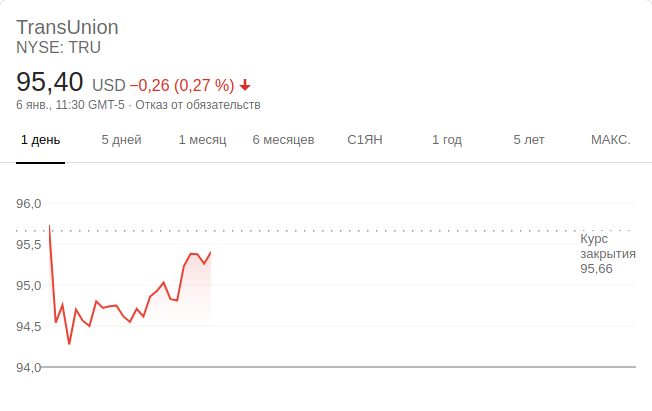 TransUnion
NYSE: TRU
95,40 USD −0,26 (0,27 %)
6 янв., 11:30 GMT-5 · Отказ от обязательств
1 день 5 дней 1 месяц 6 месяцев С1ЯН 1 год 5 лет МАКС.
96,0
95,5
95,0
94,5
94,0
Курс
закрытия
95,66